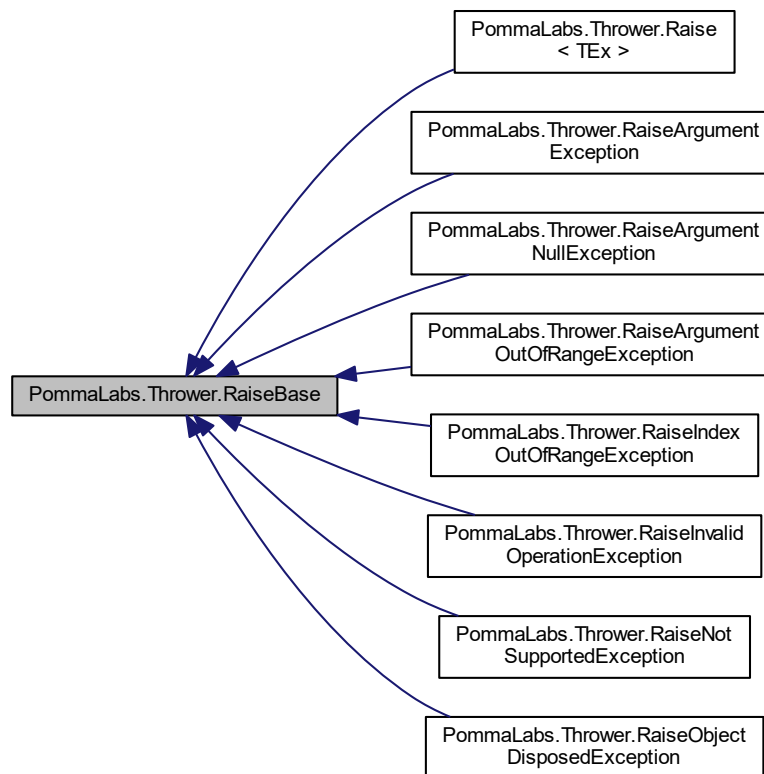 PommaLabs.Thrower.Raise
< TEx >
PommaLabs.Thrower.RaiseArgument
Exception
PommaLabs.Thrower.RaiseArgument
NullException
PommaLabs.Thrower.RaiseArgument
OutOfRangeException
PommaLabs.Thrower.RaiseBase
PommaLabs.Thrower.RaiseIndex
OutOfRangeException
PommaLabs.Thrower.RaiseInvalid
OperationException
PommaLabs.Thrower.RaiseNot
SupportedException
PommaLabs.Thrower.RaiseObject
DisposedException